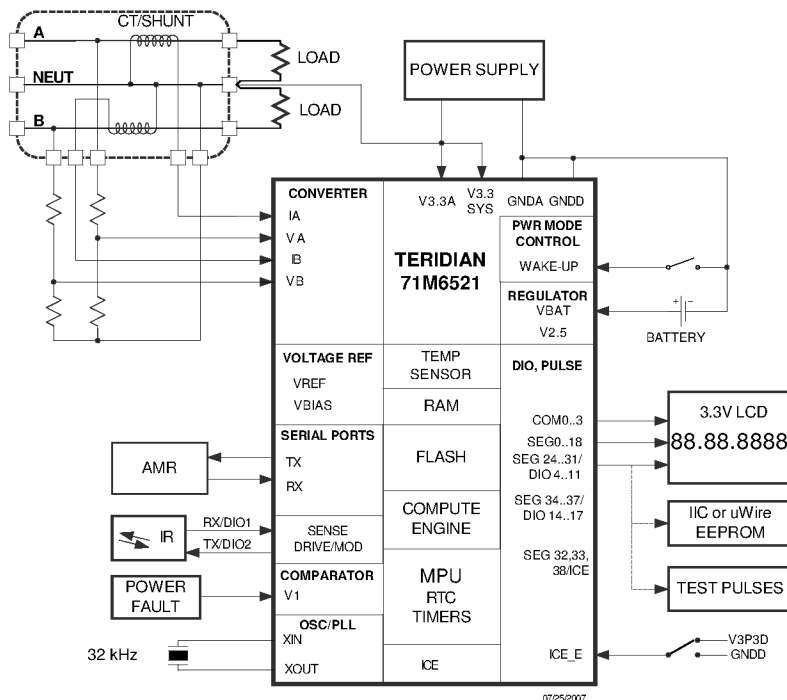 CT/SHUNT
A
NEUT
B
LOAD
LOAD
POWER SUPPLY
CONVERTER
IA
VA
IB
VB
V3.3A
V3.3
SYS
GNDA GNDD
TERIDIAN
71M6521
PWR MODE
CONTROL
WAKE-UP
REGULATOR
VBAT
V2.5
+
–
BATTERY
VOLTAGE REF
VREF
VBIAS
TEMP
SENSOR
RAM
DIO, PULSE
COM0..3
SEG0..18
SEG 24..31/
DIO 4..11
SEG 34..37/
DIO 14..17
SEG 32,33,
38/ICE
3.3V LCD
88.88.8888
SERIAL PORTS
TX
RX
AMR
FLASH
COMPUTE
ENGINE
IIC or uWire
EEPROM
IR
RX/DIO1
TX/DIO2
SENSE
DRIVE/MOD
COMPARATOR
V1
POWER
FAULT
MPU
RTC
TIMERS
TEST PULSES
OSC/PLL
XIN
XOUT
32 kHz
ICE
ICE_E
V3P3D
GNDD
07/25/2007